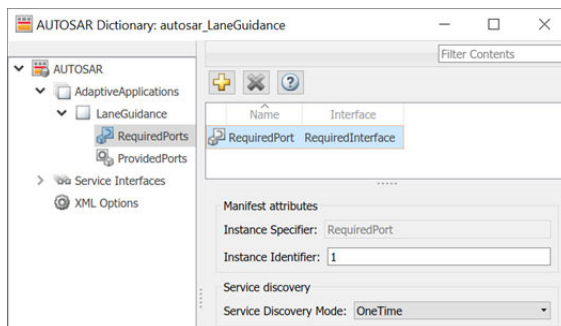 AUTOSAR Dictionary: autosar_LaneGuidance
Filter Contents
AUTOSAR
AdaptiveApplications
LaneGuidance
RequiredPorts
ProvidedPorts
Service Interfaces
XML Options
Name Interface
RequiredPort RequiredInterface
Manifest attributes
Instance Specifier: RequiredPort
Instance Identifier: 1
Service discovery
Service Discovery Mode: OneTime